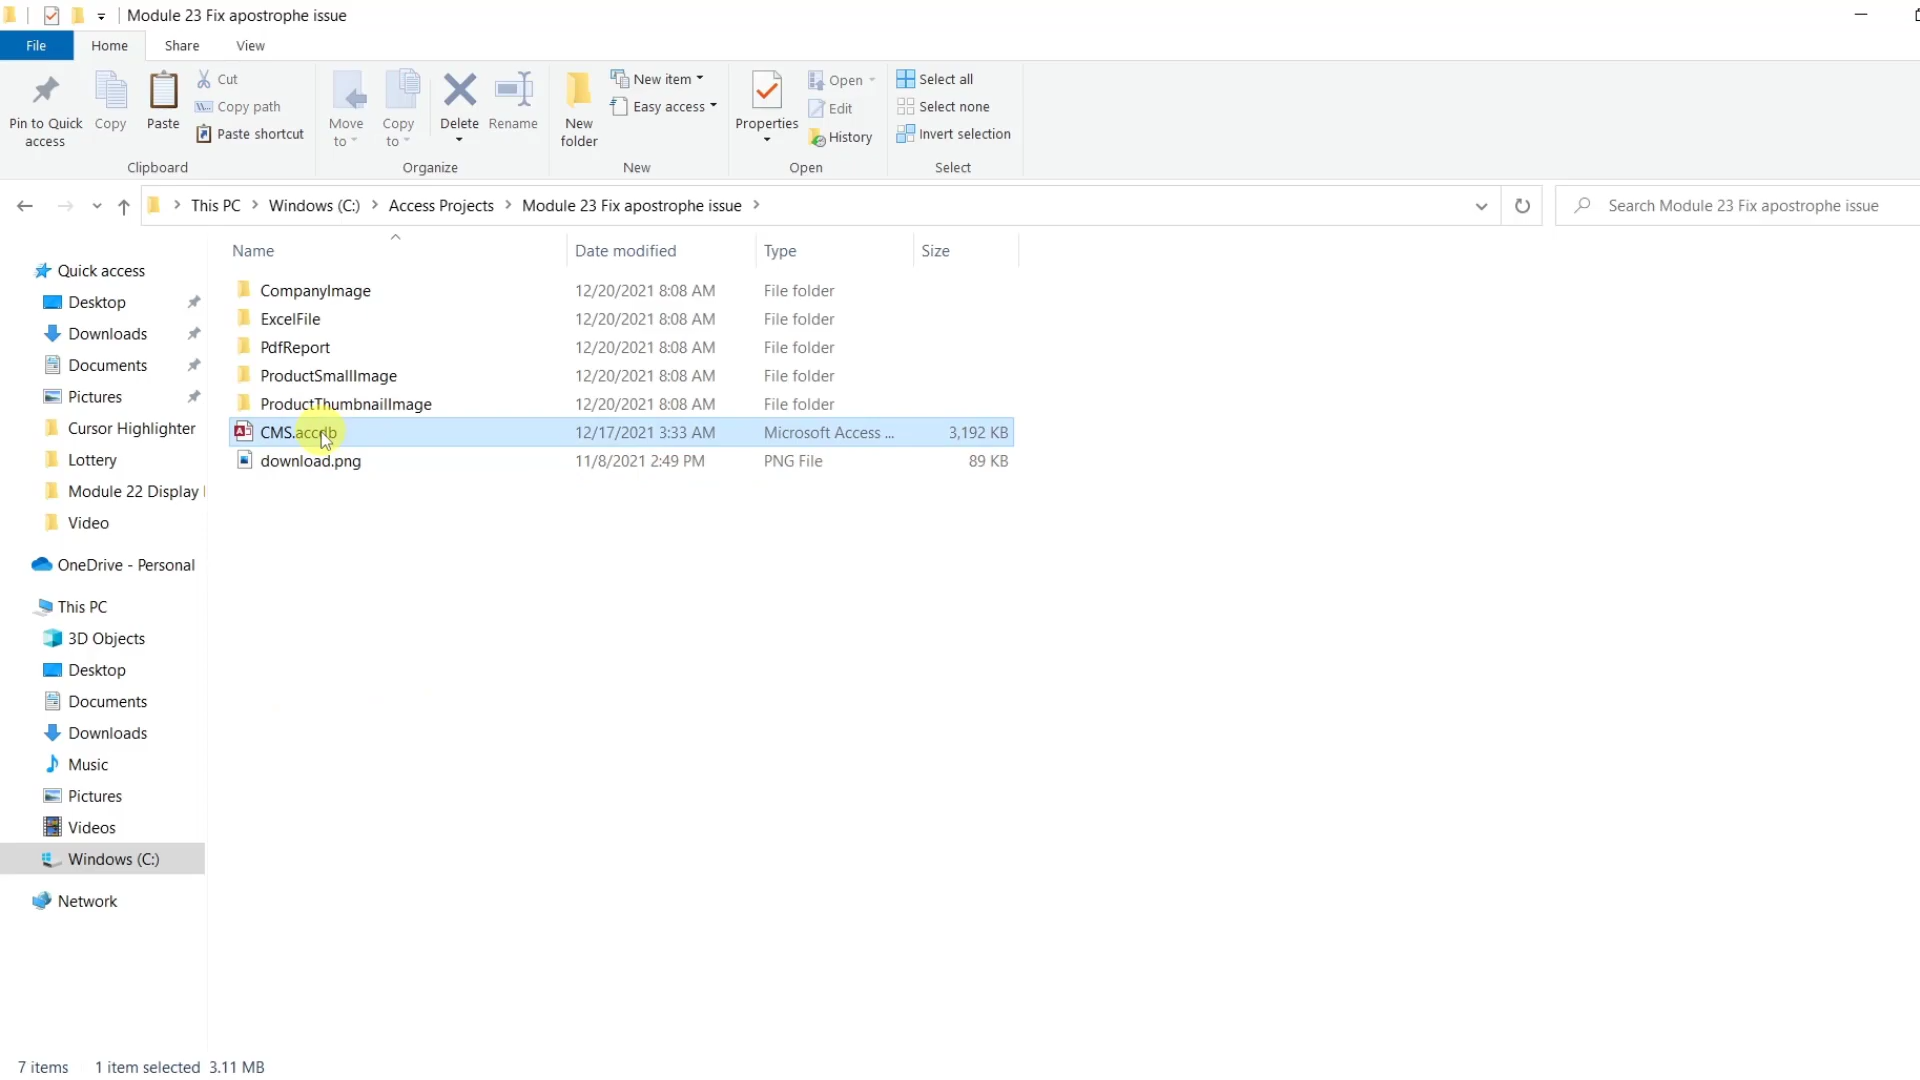 Module 23 Fix apostrophe issue
File Home Share View
Pin to Quick access
Copy
Paste
Cut
Copy path
Paste shortcut
Clipboard
Move to
Copy to
Delete
Rename
Organize
New folder
New item
Easy access
New
Properties
Open
Edit
History
Open
Select all
Select none
Invert selection
Select
This PC > Windows (C:) > Access Projects > Module 23 Fix apostrophe issue >
Search Module 23 Fix apostrophe issue
Quick access
Desktop
Downloads
Documents
Pictures
Cursor Highlighter
Lottery
Module 22 Display
Video
OneDrive - Personal
This PC
3D Objects
Desktop
Documents
Downloads
Music
Pictures
Videos
Windows (C:)
Network
Name Date modified Type Size
CompanyImage 12/20/2021 8:08 AM File folder
ExcelFile 12/20/2021 8:08 AM File folder
PdfReport 12/20/2021 8:08 AM File folder
ProductSmallImage 12/20/2021 8:08 AM File folder
ProductThumbnailImage 12/20/2021 8:08 AM File folder
CMS.accdb 12/17/2021 3:33 AM Microsoft Access ... 3,192 KB
download.png 11/8/2021 2:49 PM PNG File 89 KB
7 items 1 item selected 3.11 MB